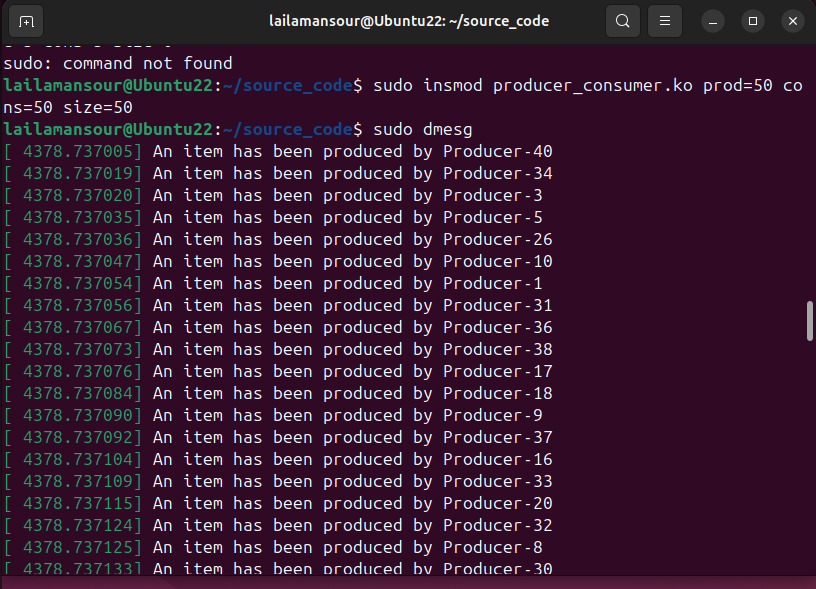 lailamansour@Ubuntu22: ~/source_code
sudo: command not found
lailamansour@Ubuntu22:~/source_code$ sudo insmod producer_consumer.ko prod=50 co
ns=50 size=50
lailamansour@Ubuntu22:~/source_code$ sudo dmesg
[ 4378.737005] An item has been produced by Producer-40
[ 4378.737019] An item has been produced by Producer-34
[ 4378.737020] An item has been produced by Producer-3
[ 4378.737035] An item has been produced by Producer-5
[ 4378.737036] An item has been produced by Producer-26
[ 4378.737047] An item has been produced by Producer-10
[ 4378.737054] An item has been produced by Producer-1
[ 4378.737056] An item has been produced by Producer-31
[ 4378.737067] An item has been produced by Producer-36
[ 4378.737073] An item has been produced by Producer-38
[ 4378.737076] An item has been produced by Producer-17
[ 4378.737084] An item has been produced by Producer-18
[ 4378.737090] An item has been produced by Producer-9
[ 4378.737092] An item has been produced by Producer-37
[ 4378.737104] An item has been produced by Producer-16
[ 4378.737109] An item has been produced by Producer-33
[ 4378.737115] An item has been produced by Producer-20
[ 4378.737124] An item has been produced by Producer-32
[ 4378.737125] An item has been produced by Producer-8
[ 4378.737133] An item has been produced by Producer-30